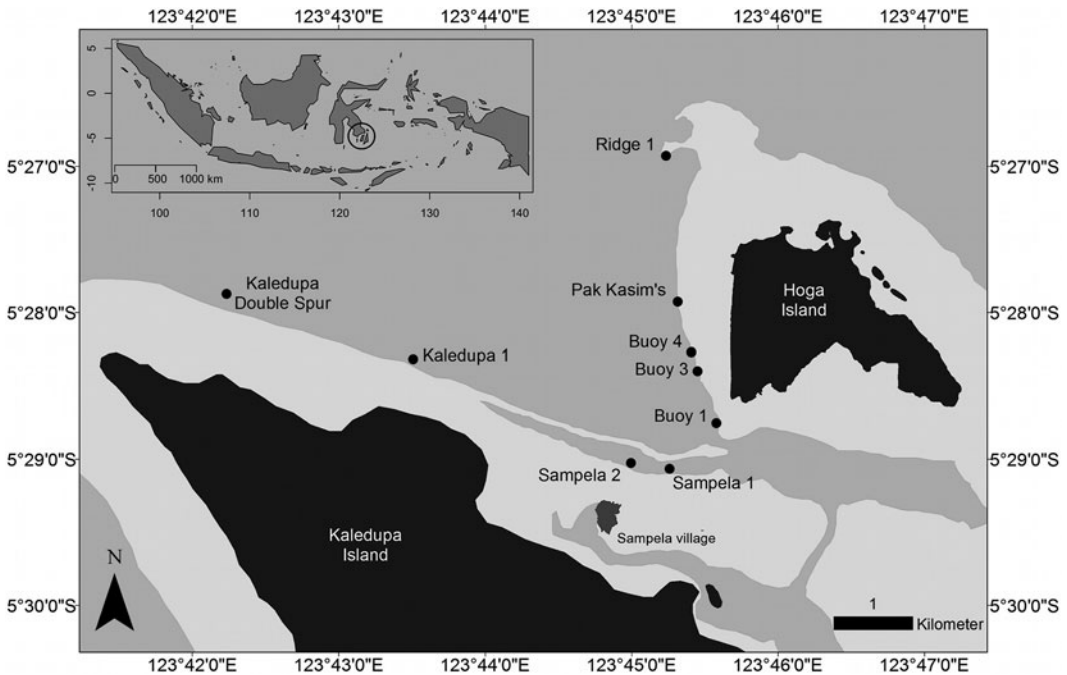 123°42'0"E
123°43'0"E
123°44'0"E
123°45'0"E
123°46'0"E
123°47'0"E
5
0
-5
-10
0 500 1000 km
100
110
120
130
140
5°27'0"S
5°27'0"S
5°28'0"S
5°28'0"S
5°29'0"S
5°29'0"S
5°30'0"S
5°30'0"S
Ridge 1
Kaledupa
Double Spur
Pak Kasim's
Hoga
Island
Buoy 4
Kaledupa 1
Buoy 3
Buoy 1
Sampela 2
Sampela 1
Kaledupa
Island
Sampela village
N
1
Kilometer
123°42'0"E
123°43'0"E
123°44'0"E
123°45'0"E
123°46'0"E
123°47'0"E